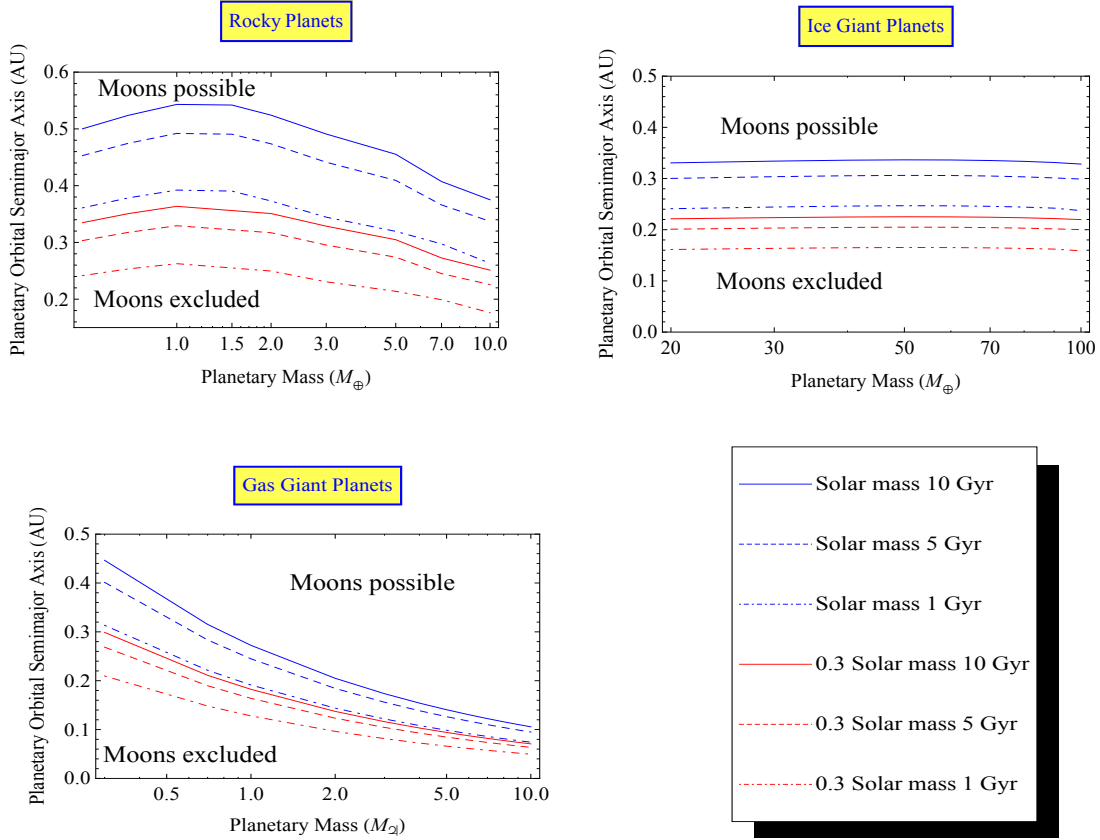 Rocky Planets
Planetary Orbital Semimajor Axis (AU)
0.6
0.5
0.4
0.3
0.2
Moons possible
Moons excluded
1.0 1.5 2.0 3.0 5.0 7.0 10.0
Planetary Mass (M⊕)
Ice Giant Planets
Planetary Orbital Semimajor Axis (AU)
0.5
0.4
0.3
0.2
0.1
0.0
Moons possible
Moons excluded
20 30 50 70 100
Planetary Mass (M⊕)
Gas Giant Planets
Planetary Orbital Semimajor Axis (AU)
0.5
0.4
0.3
0.2
0.1
0.0
Moons possible
Moons excluded
0.5 1.0 2.0 5.0 10.0
Planetary Mass (M♃)
Solar mass 10 Gyr
Solar mass 5 Gyr
Solar mass 1 Gyr
0.3 Solar mass 10 Gyr
0.3 Solar mass 5 Gyr
0.3 Solar mass 1 Gyr